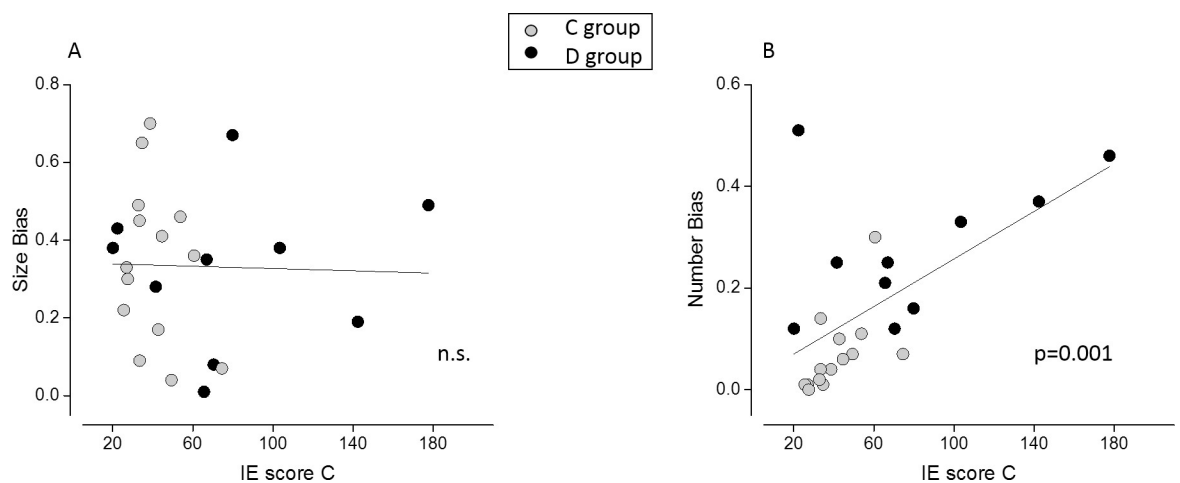 C group
D group
A
B
0.8
0.6
0.4
0.2
0.0
Size Bias
20 60 100 140 180
IE score C
n.s.
0.6
0.4
0.2
0.0
Number Bias
20 60 100 140 180
IE score C
p=0.001